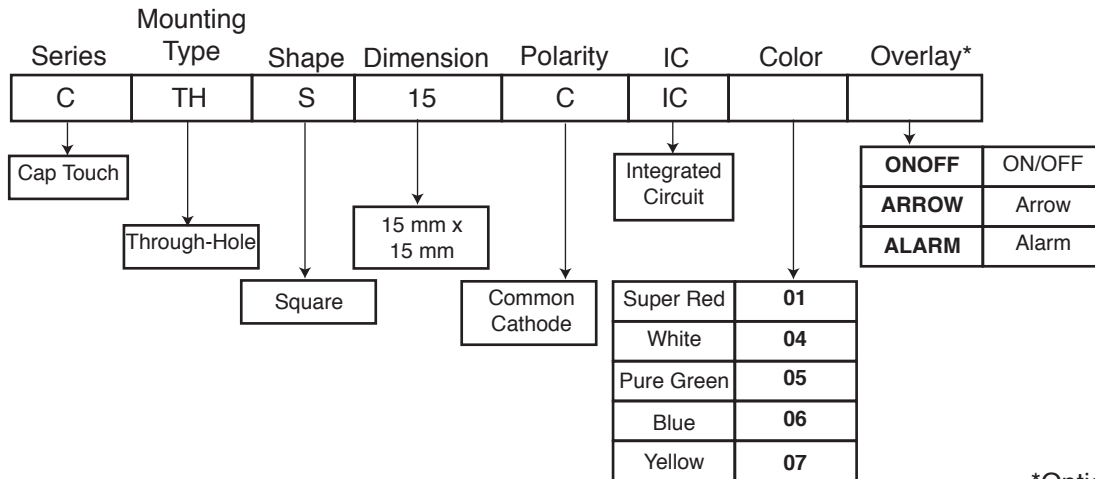 Mounting
Series Type Shape Dimension Polarity IC Color Overlay*
C TH S 15 C IC
Cap Touch
Through-Hole
Square
15 mm x
15 mm
Common
Cathode
Integrated
Circuit
Super Red 01
White 04
Pure Green 05
Blue 06
Yellow 07
ONOFF ON/OFF
ARROW Arrow
ALARM Alarm